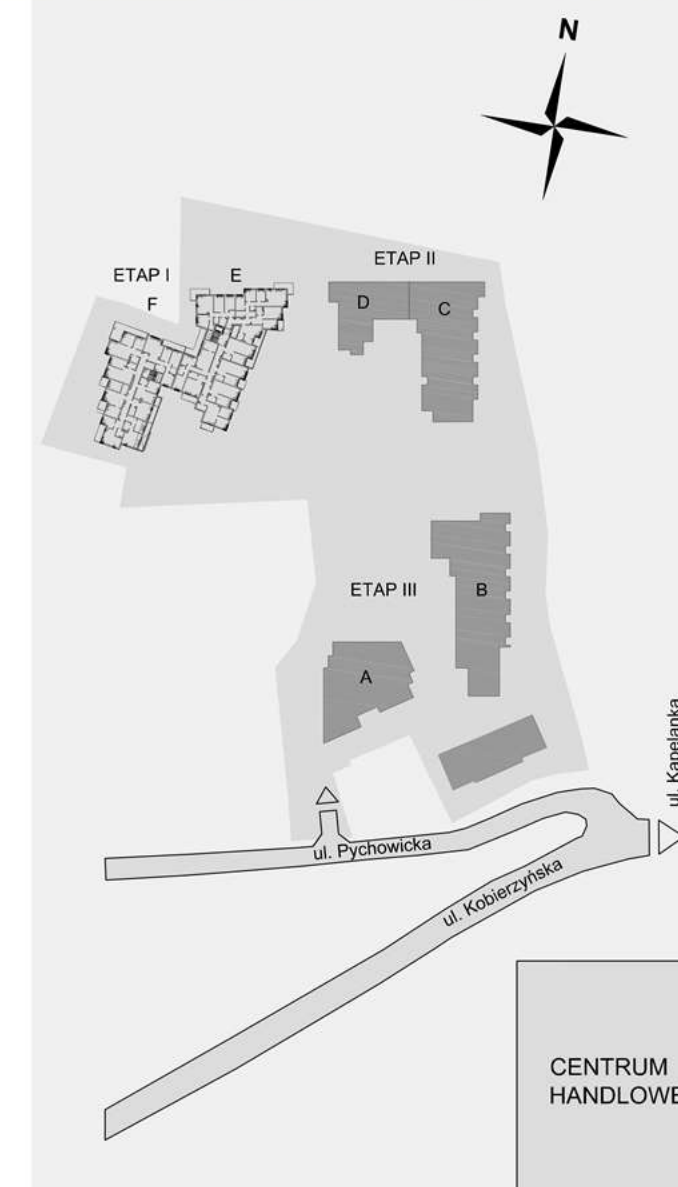 N
ETAP II
ETAP I
E
F
D
C
ETAP III
B
A
ul. Kapelanka
ul. Pychowicka
ul. Kobierzyńska
CENTRUM
HANDLOWE